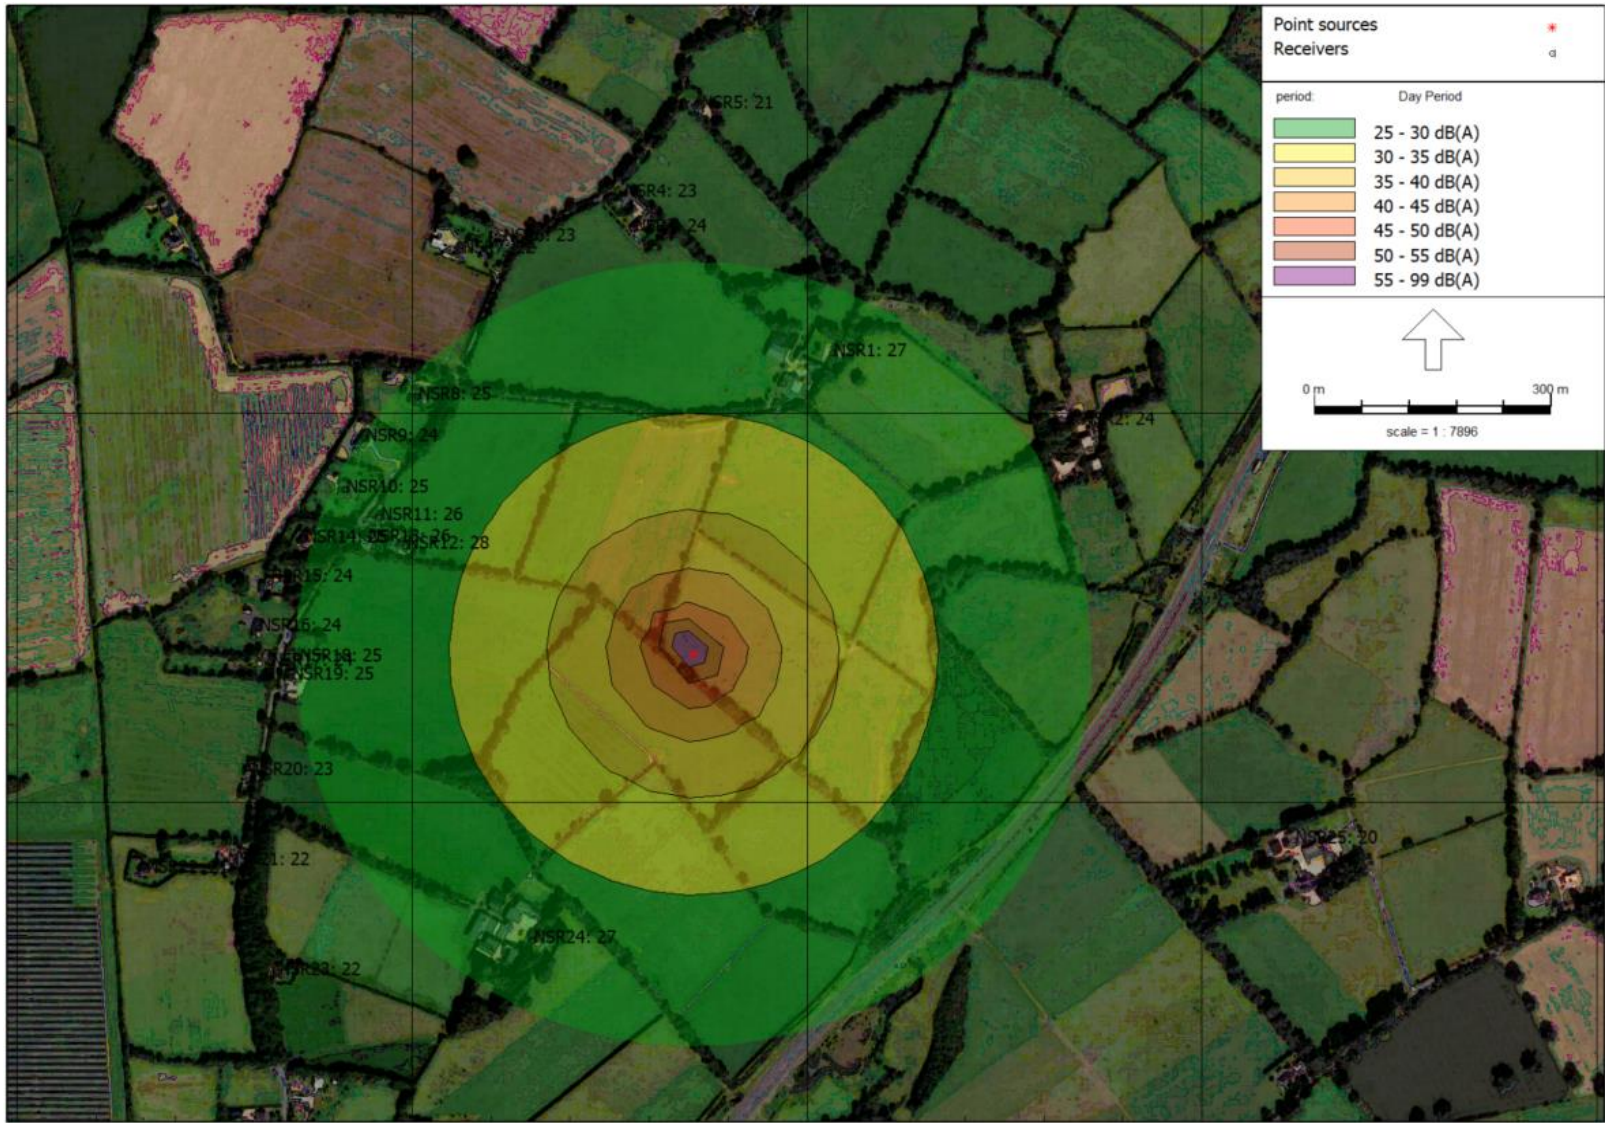 Point sources
Receivers
period: Day Period
25 - 30 dB(A)
30 - 35 dB(A)
35 - 40 dB(A)
40 - 45 dB(A)
45 - 50 dB(A)
50 - 55 dB(A)
55 - 99 dB(A)
0 m 300 m
scale = 1 : 7896
NSR5: 21
NSR4: 23
24
23
NSR1: 27
NSR8: 25
24
NSR9: 24
NSR10: 25
NSR11: 26
NSR12: 28
NSR14:
NSR15: 24
NSR16: 24
NSR18: 25
NSR19: 25
NSR20: 23
21: 22
NSR25: 20
NSR24: 27
NSR23: 22